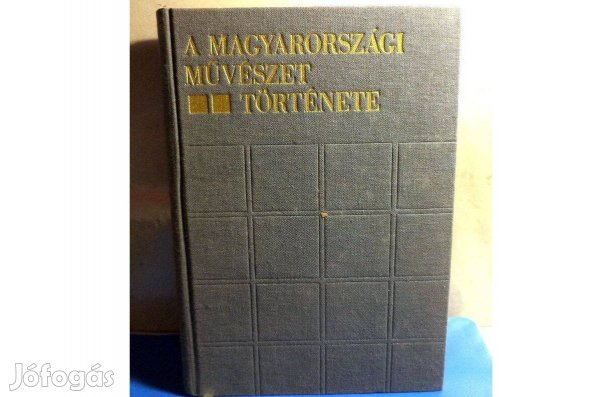 A MAGYARORSZÁGI
MŰVÉSZET
TÖRTÉNETE
Jófogás